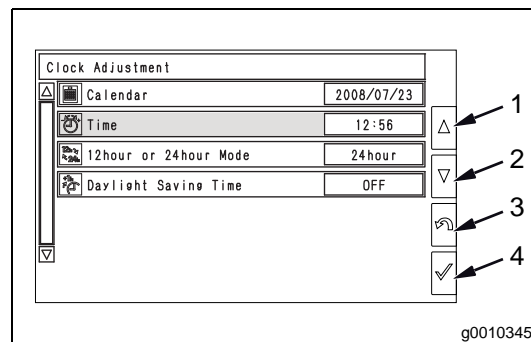 Clock Adjustment
Calendar 2008/07/23
Time 12:56
12hour or 24hour Mode 24hour
Daylight Saving Time OFF
1
2
3
4
g0010345